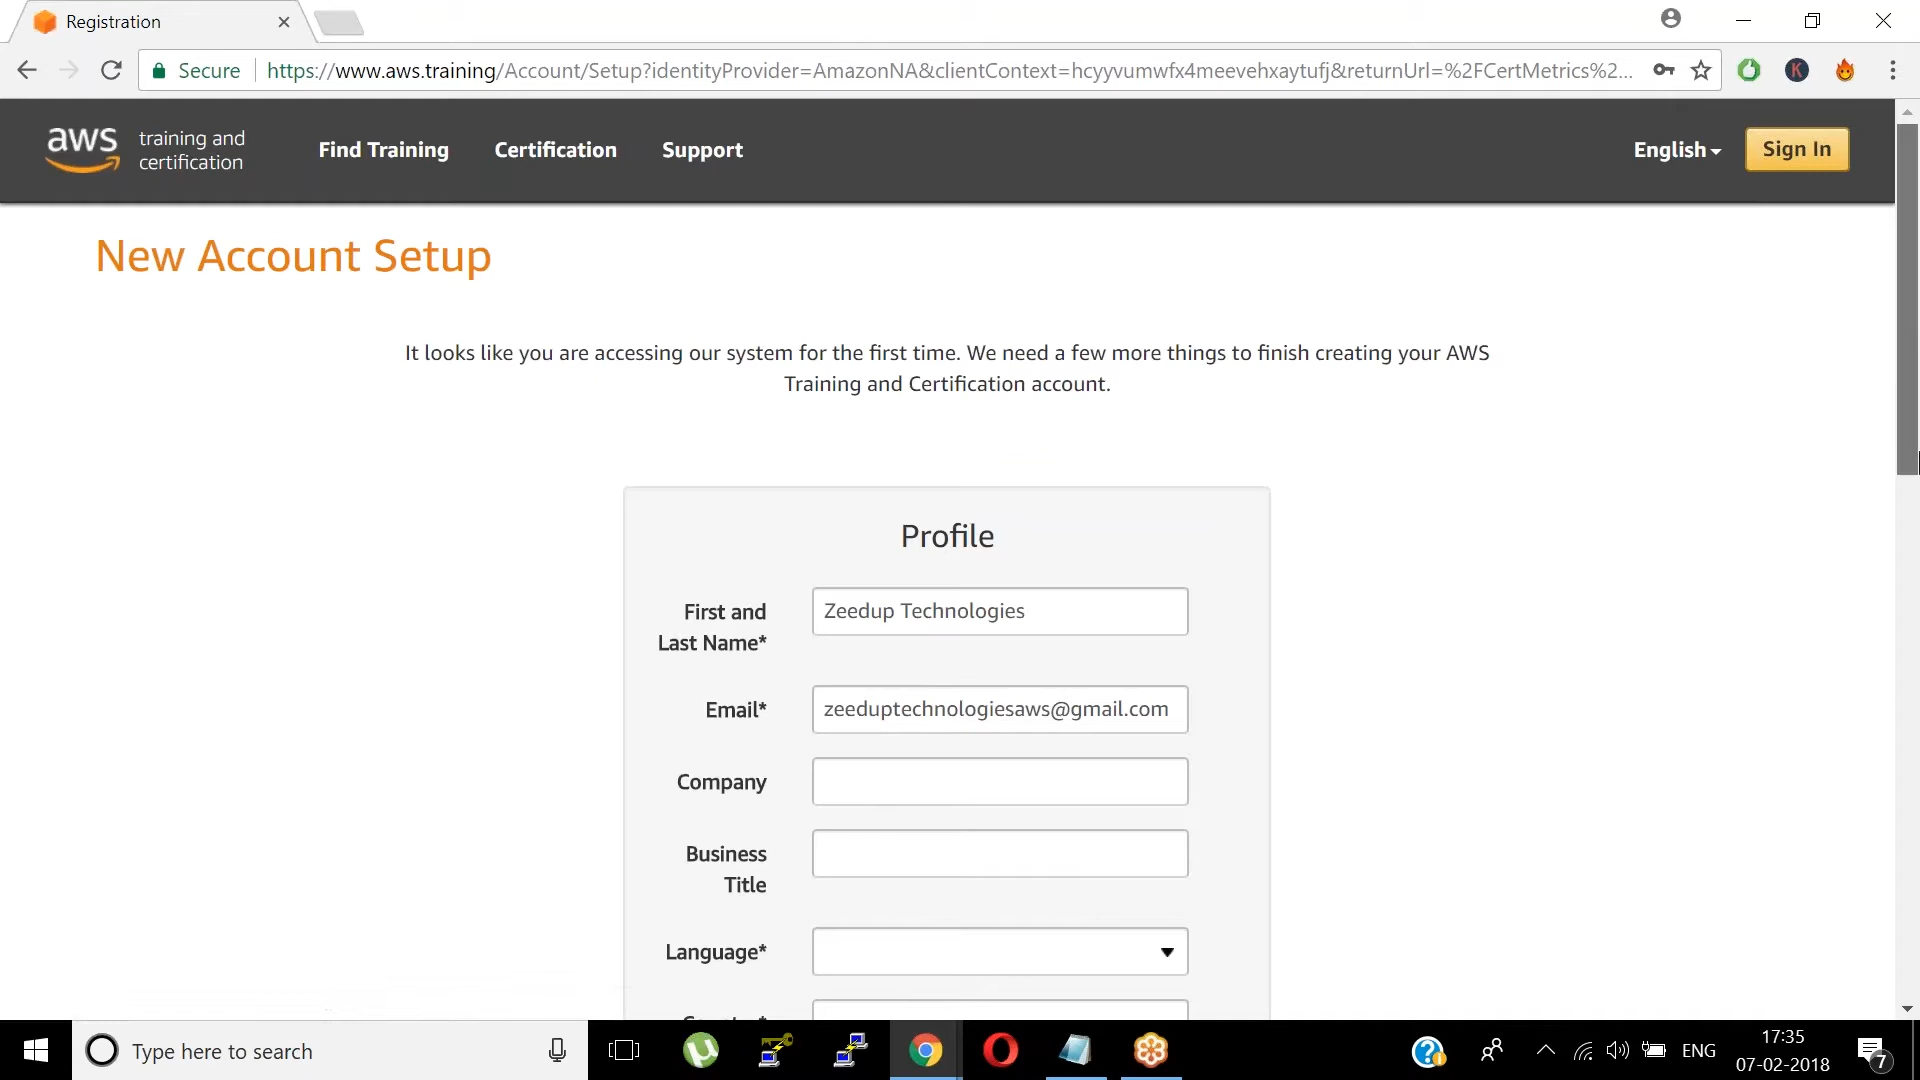 Registration
Secure
https://www.aws.training/Account/Setup?identityProvider=AmazonNA&clientContext=hcyyvumwfx4meevehxaytufj&returnUrl=%2FCertMetrics%2...
K
aws
training and
certification
Find Training
Certification
Support
English
Sign In
New Account Setup
It looks like you are accessing our system for the first time. We need a few more things to finish creating your AWS
Training and Certification account.
Profile
First and
Last Name*
Zeedup Technologies
Email*
zeeduptechnologiesaws@gmail.com
Company
Business
Title
Language*
Type here to search
ENG
17:35
07-02-2018
7